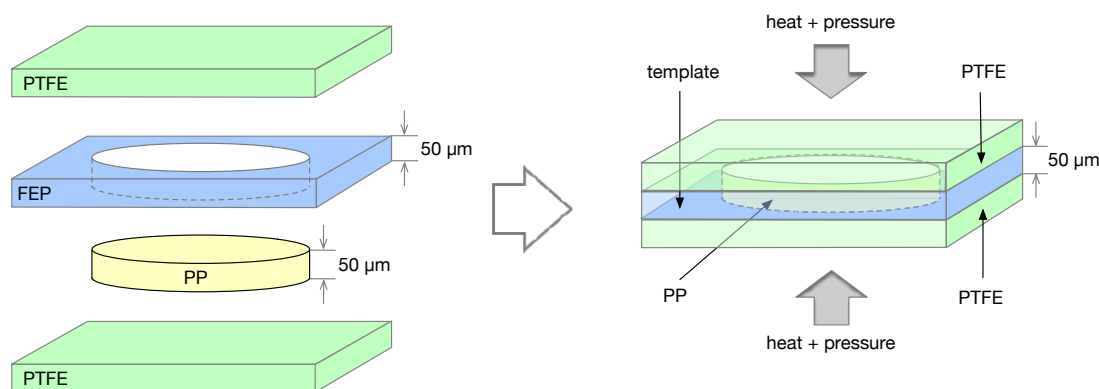 PTFE
FEP
50 µm
PP
50 µm
PTFE
heat + pressure
template
PTFE
50 µm
PP
PTFE
heat + pressure